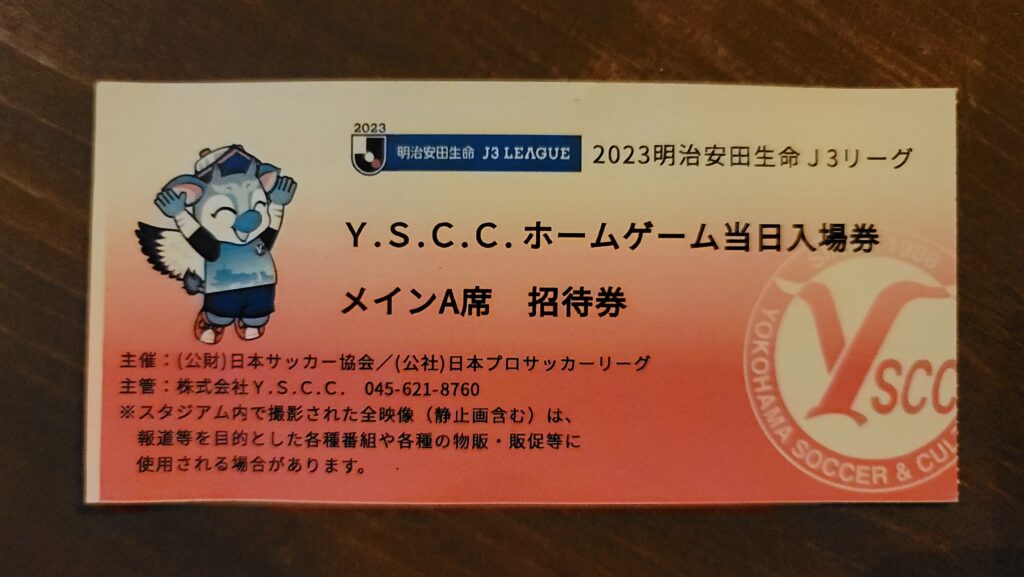 2023
明治安田生命 J3 LEAGUE
2023明治安田生命J3リーグ
Y.S.C.C.ホームゲーム当日入場券
メインA席　招待券
主催：(公財)日本サッカー協会／(公社)日本プロサッカーリーグ
主管：株式会社Y.S.C.C.　045-621-8760
※スタジアム内で撮影された全映像（静止画含む）は、
報道等を目的とした各種番組や各種の物販・販促等に
使用される場合があります。
1986
YSCC
YOKOHAMA SOCCER &